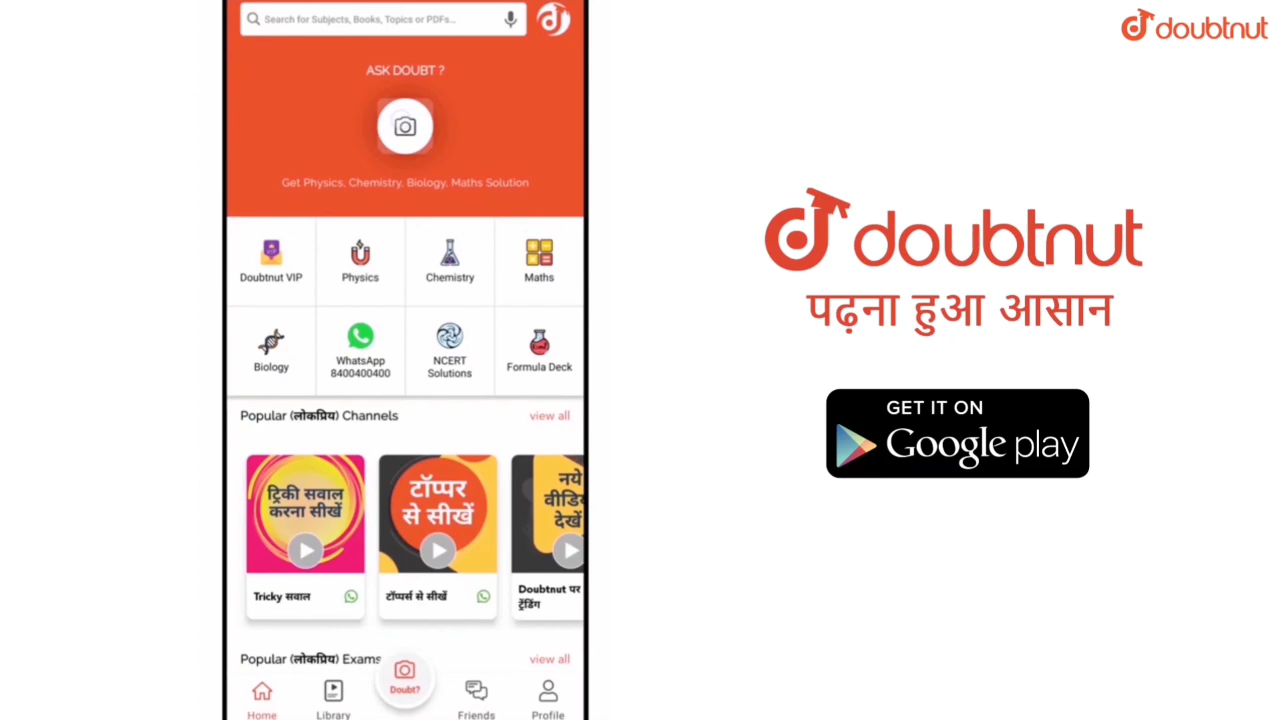 Search for Subjects, Books, Topics or PDFs...
doubtnut
ASK DOUBT ?
Get Physics, Chemistry, Biology, Maths Solution
Doubtnut VIP
Physics
Chemistry
Maths
Biology
WhatsApp
8400400400
NCERT
Solutions
Formula Deck
Popular (लोकप्रिय) Channels
view all
ट्रिकी सवाल
करना सीखें
टॉप्पर
से सीखें
नये
वीडि
देखें
Tricky सवाल
टॉप्पर्स से सीखें
Doubtnut पर
ट्रेंडिंग
Popular (लोकप्रिय) Exams
view all
Doubt?
Home
Library
Friends
Profile
doubtnut
पढ़ना हुआ आसान
GET IT ON
Google play